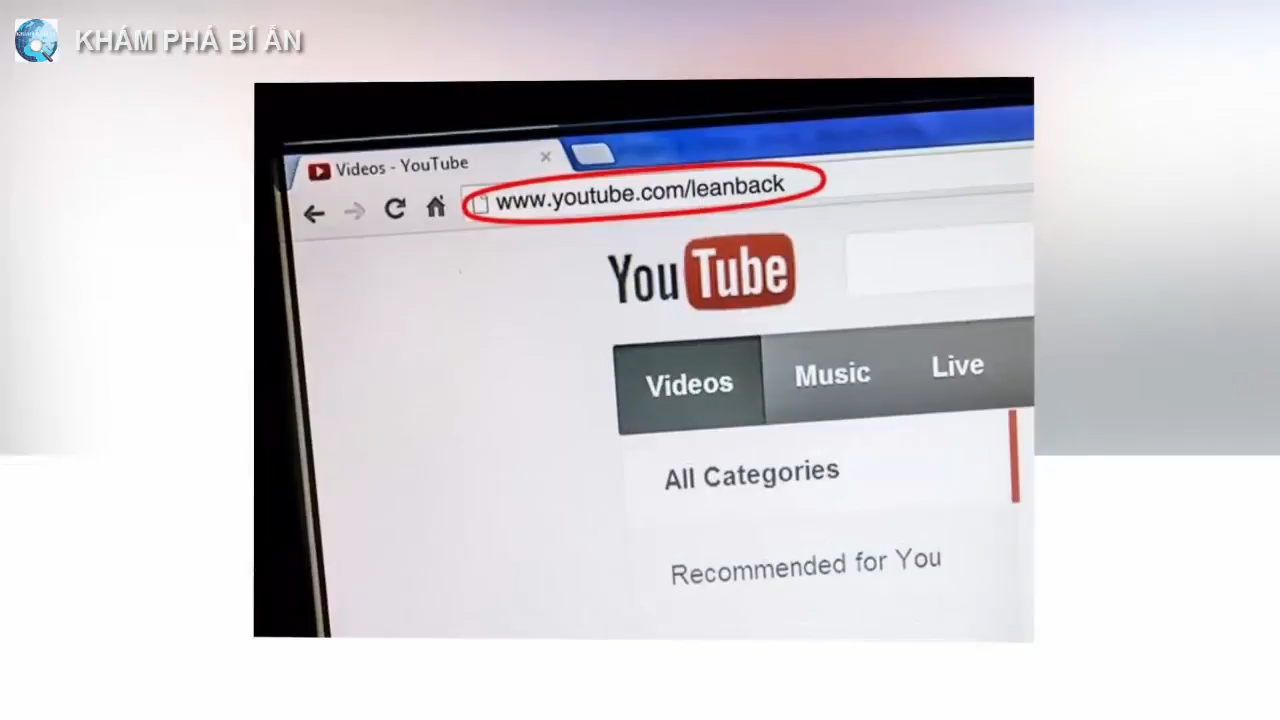 KHÁM PHÁ BÍ ẨN
Videos - YouTube
www.youtube.com/leanback
YouTube
Videos Music Live
All Categories
Recommended for You